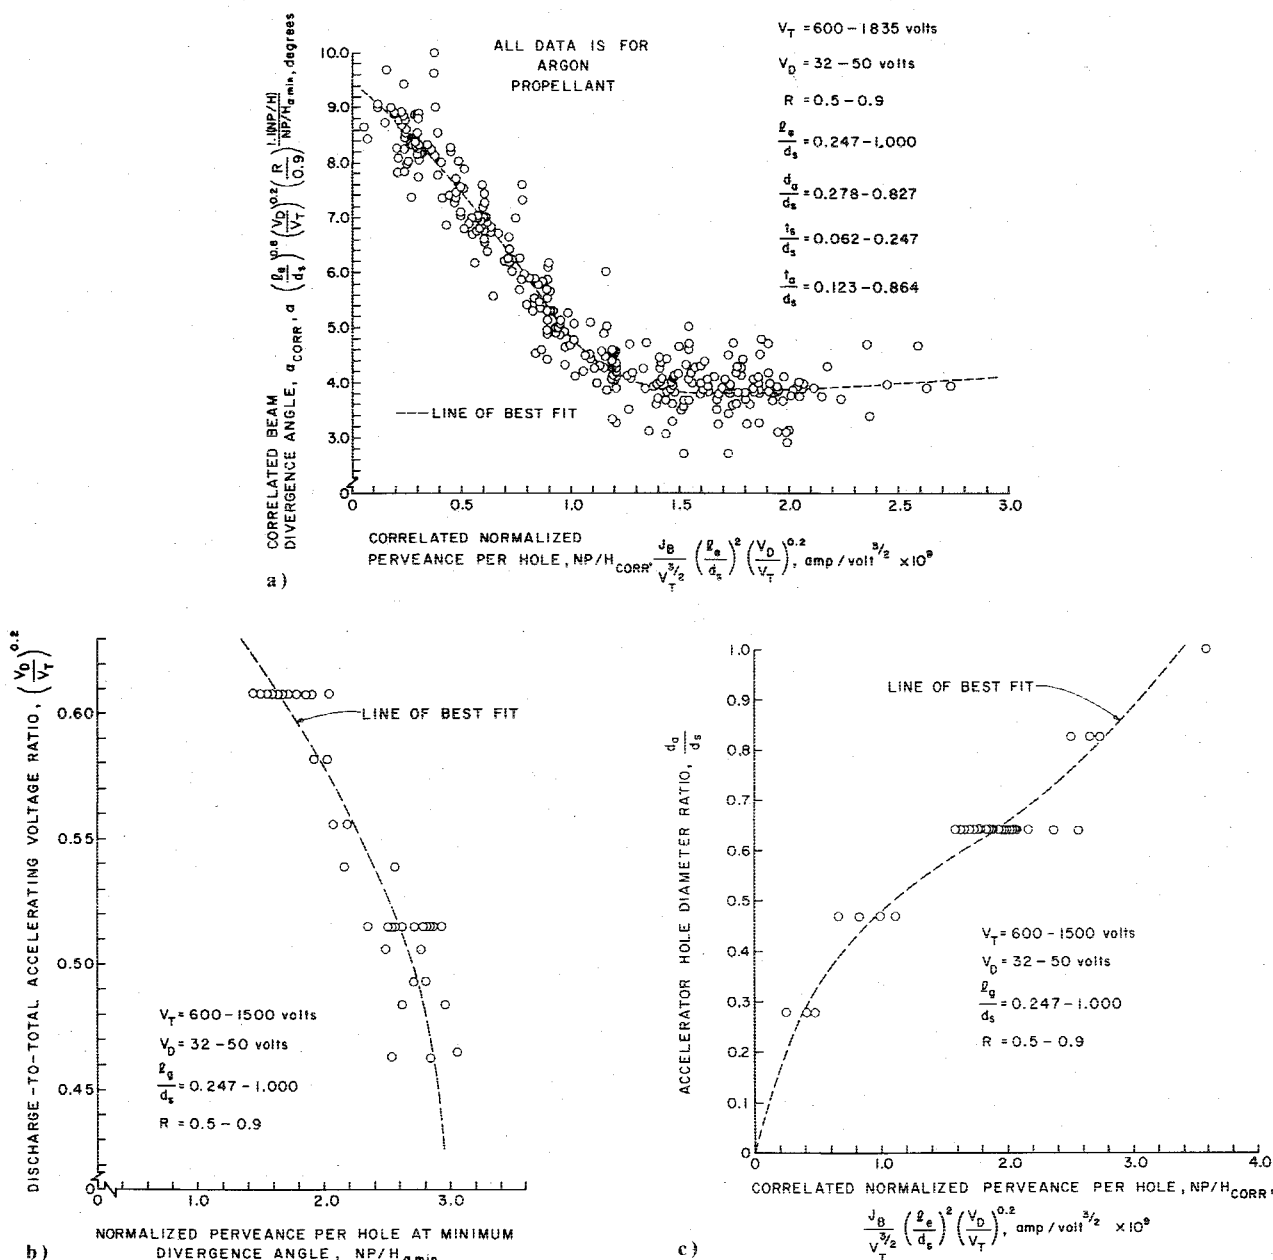 ALL DATA IS FOR
ARGON
PROPELLANT
V_T = 600 – 1835 volts
V_D = 32 – 50 volts
R = 0.5 – 0.9
ℓ_e/d_s = 0.247 – 1.000
d_a/d_s = 0.278 – 0.827
t_s/d_s = 0.062 – 0.247
t_a/d_s = 0.123 – 0.864
CORRELATED BEAM
DIVERGENCE ANGLE, α_CORR, α (ℓ_e/d_s)^0.8 (V_D/V_T)^0.2 (R/0.9)
NP/H_αmin, degrees
10.0
9.0
8.0
7.0
6.0
5.0
4.0
3.0
0
--- LINE OF BEST FIT
0.5
1.0
1.5
2.0
2.5
3.0
CORRELATED NORMALIZED
PERVEANCE PER HOLE, NP/H_CORR, J_B/V_T^3/2 (ℓ_e/d_s)^2 (V_D/V_T)^0.2, amp/volt^3/2 ×10^9
a)
DISCHARGE-TO-TOTAL ACCELERATING VOLTAGE RATIO, (V_D/V_T)^0.2
0.60
0.55
0.50
0.45
0
LINE OF BEST FIT
V_T = 600 – 1500 volts
V_D = 32 – 50 volts
ℓ_g/d_s = 0.247 – 1.000
R = 0.5 – 0.9
1.0
2.0
3.0
NORMALIZED PERVEANCE PER HOLE AT MINIMUM
DIVERGENCE ANGLE, NP/H_αmin
b)
ACCELERATOR HOLE DIAMETER RATIO, d_a/d_s
1.0
0.9
0.8
0.7
0.6
0.5
0.4
0.3
0.2
0.1
0
LINE OF BEST FIT
V_T = 600 – 1500 volts
V_D = 32 – 50 volts
ℓ_g/d_s = 0.247 – 1.000
R = 0.5 – 0.9
0
1.0
2.0
3.0
4.0
CORRELATED NORMALIZED PERVEANCE PER HOLE, NP/H_CORR,
J_B/V_T^3/2 (ℓ_e/d_s)^2 (V_D/V_T)^0.2, amp/volt^3/2 ×10^9
c)